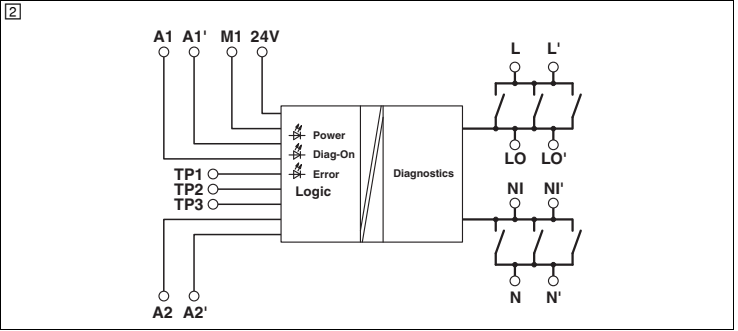 2
A1 A1' M1 24V
L L'
Power
Diag-On
Error
Logic
Diagnostics
TP1
TP2
TP3
LO LO'
NI NI'
A2 A2'
N N'